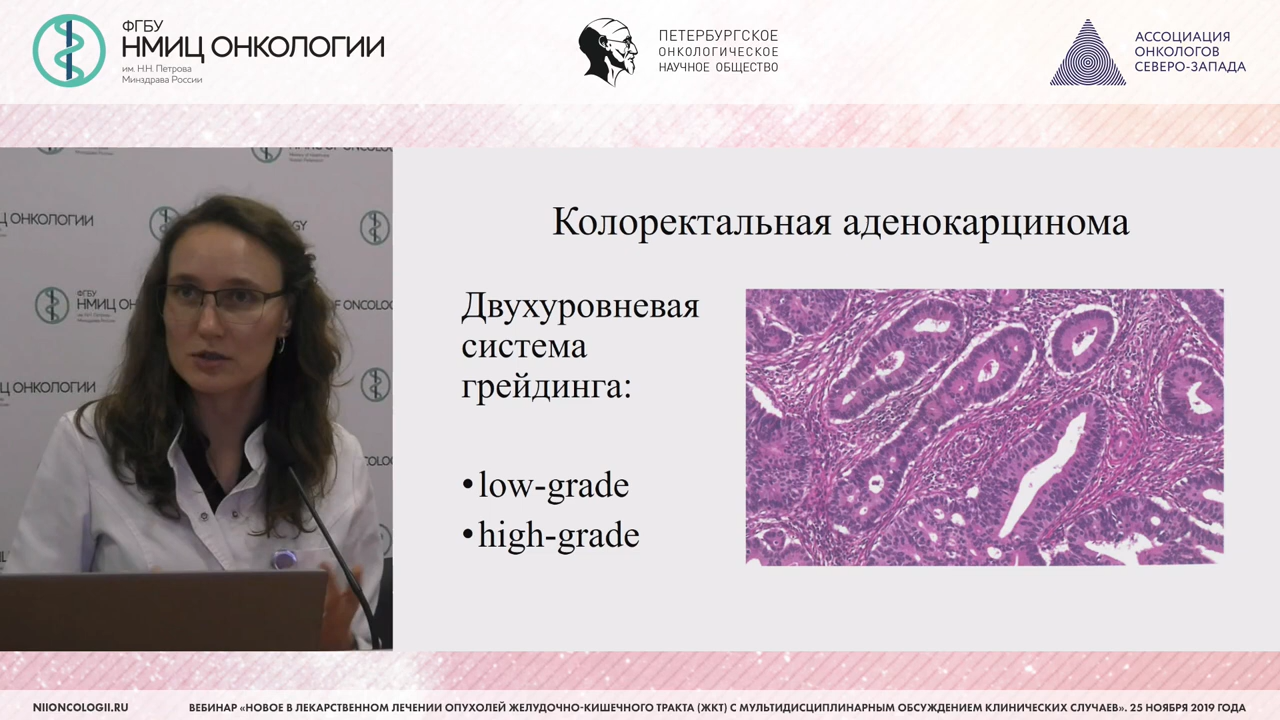 ФГБУ
НМИЦ ОНКОЛОГИИ
им. Н.Н. Петрова
Минздрава России
ПЕТЕРБУРГСКОЕ
ОНКОЛОГИЧЕСКОЕ
НАУЧНОЕ ОБЩЕСТВО
АССОЦИАЦИЯ
ОНКОЛОГОВ
СЕВЕРО-ЗАПАДА
Колоректальная аденокарцинома
Двухуровневая
система
грейдинга:
•low-grade
•high-grade
NIIONCOLOGII.RU
ВЕБИНАР «НОВОЕ В ЛЕКАРСТВЕННОМ ЛЕЧЕНИИ ОПУХОЛЕЙ ЖЕЛУДОЧНО-КИШЕЧНОГО ТРАКТА (ЖКТ) С МУЛЬТИДИСЦИПЛИНАРНЫМ ОБСУЖДЕНИЕМ КЛИНИЧЕСКИХ СЛУЧАЕВ». 25 НОЯБРЯ 2019 ГОДА